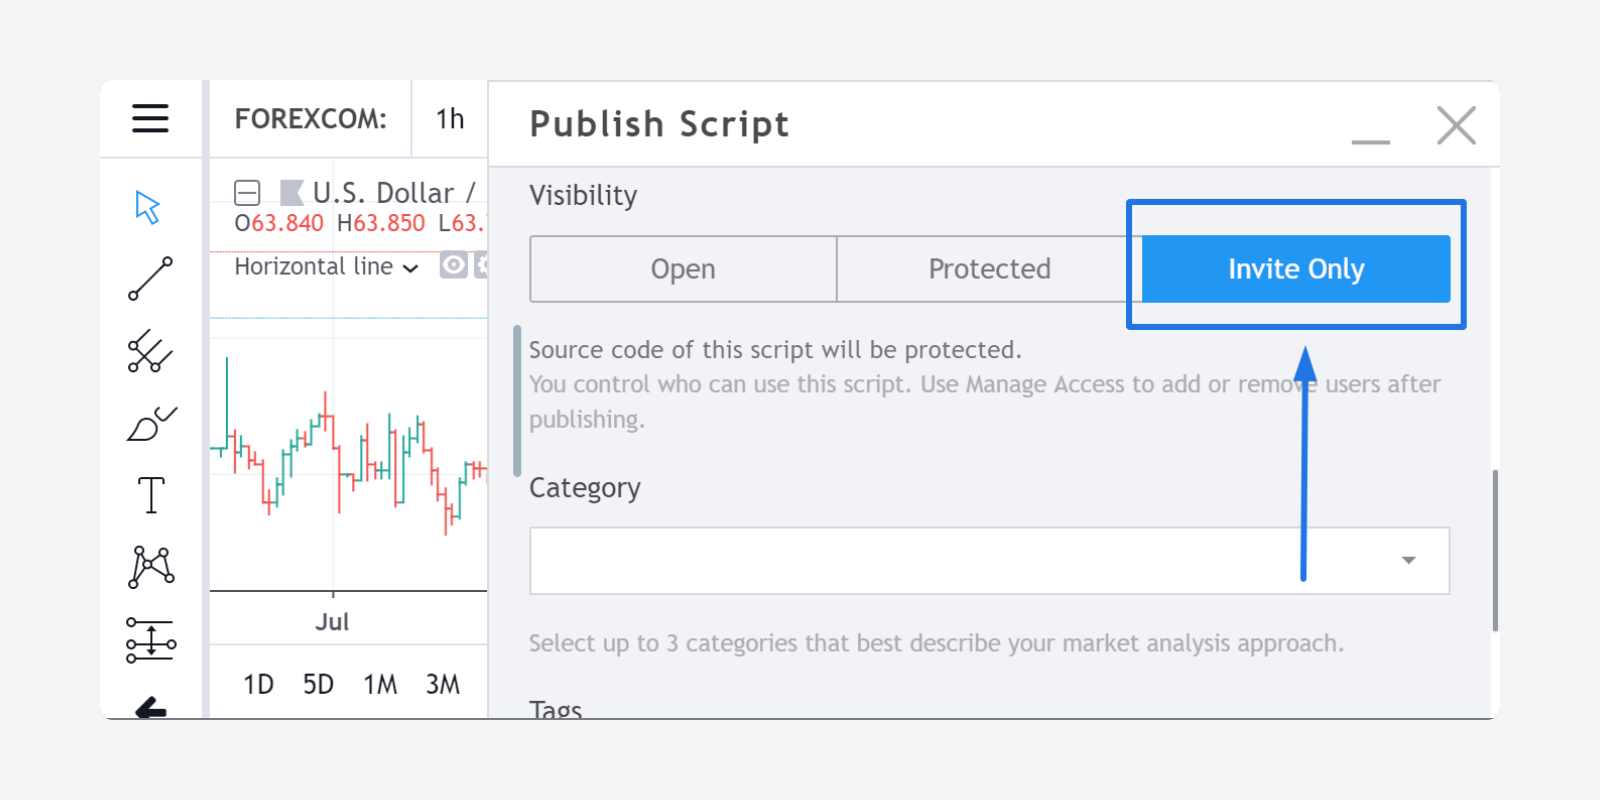 FOREXCOM:
1h
U.S. Dollar /
O63.840 H63.850 L63.
Horizontal line
Jul
1D 5D 1M 3M
Publish Script
Visibility
Open
Protected
Invite Only
Source code of this script will be protected.
You control who can use this script. Use Manage Access to add or remove users after
publishing.
Category
Select up to 3 categories that best describe your market analysis approach.
Tags